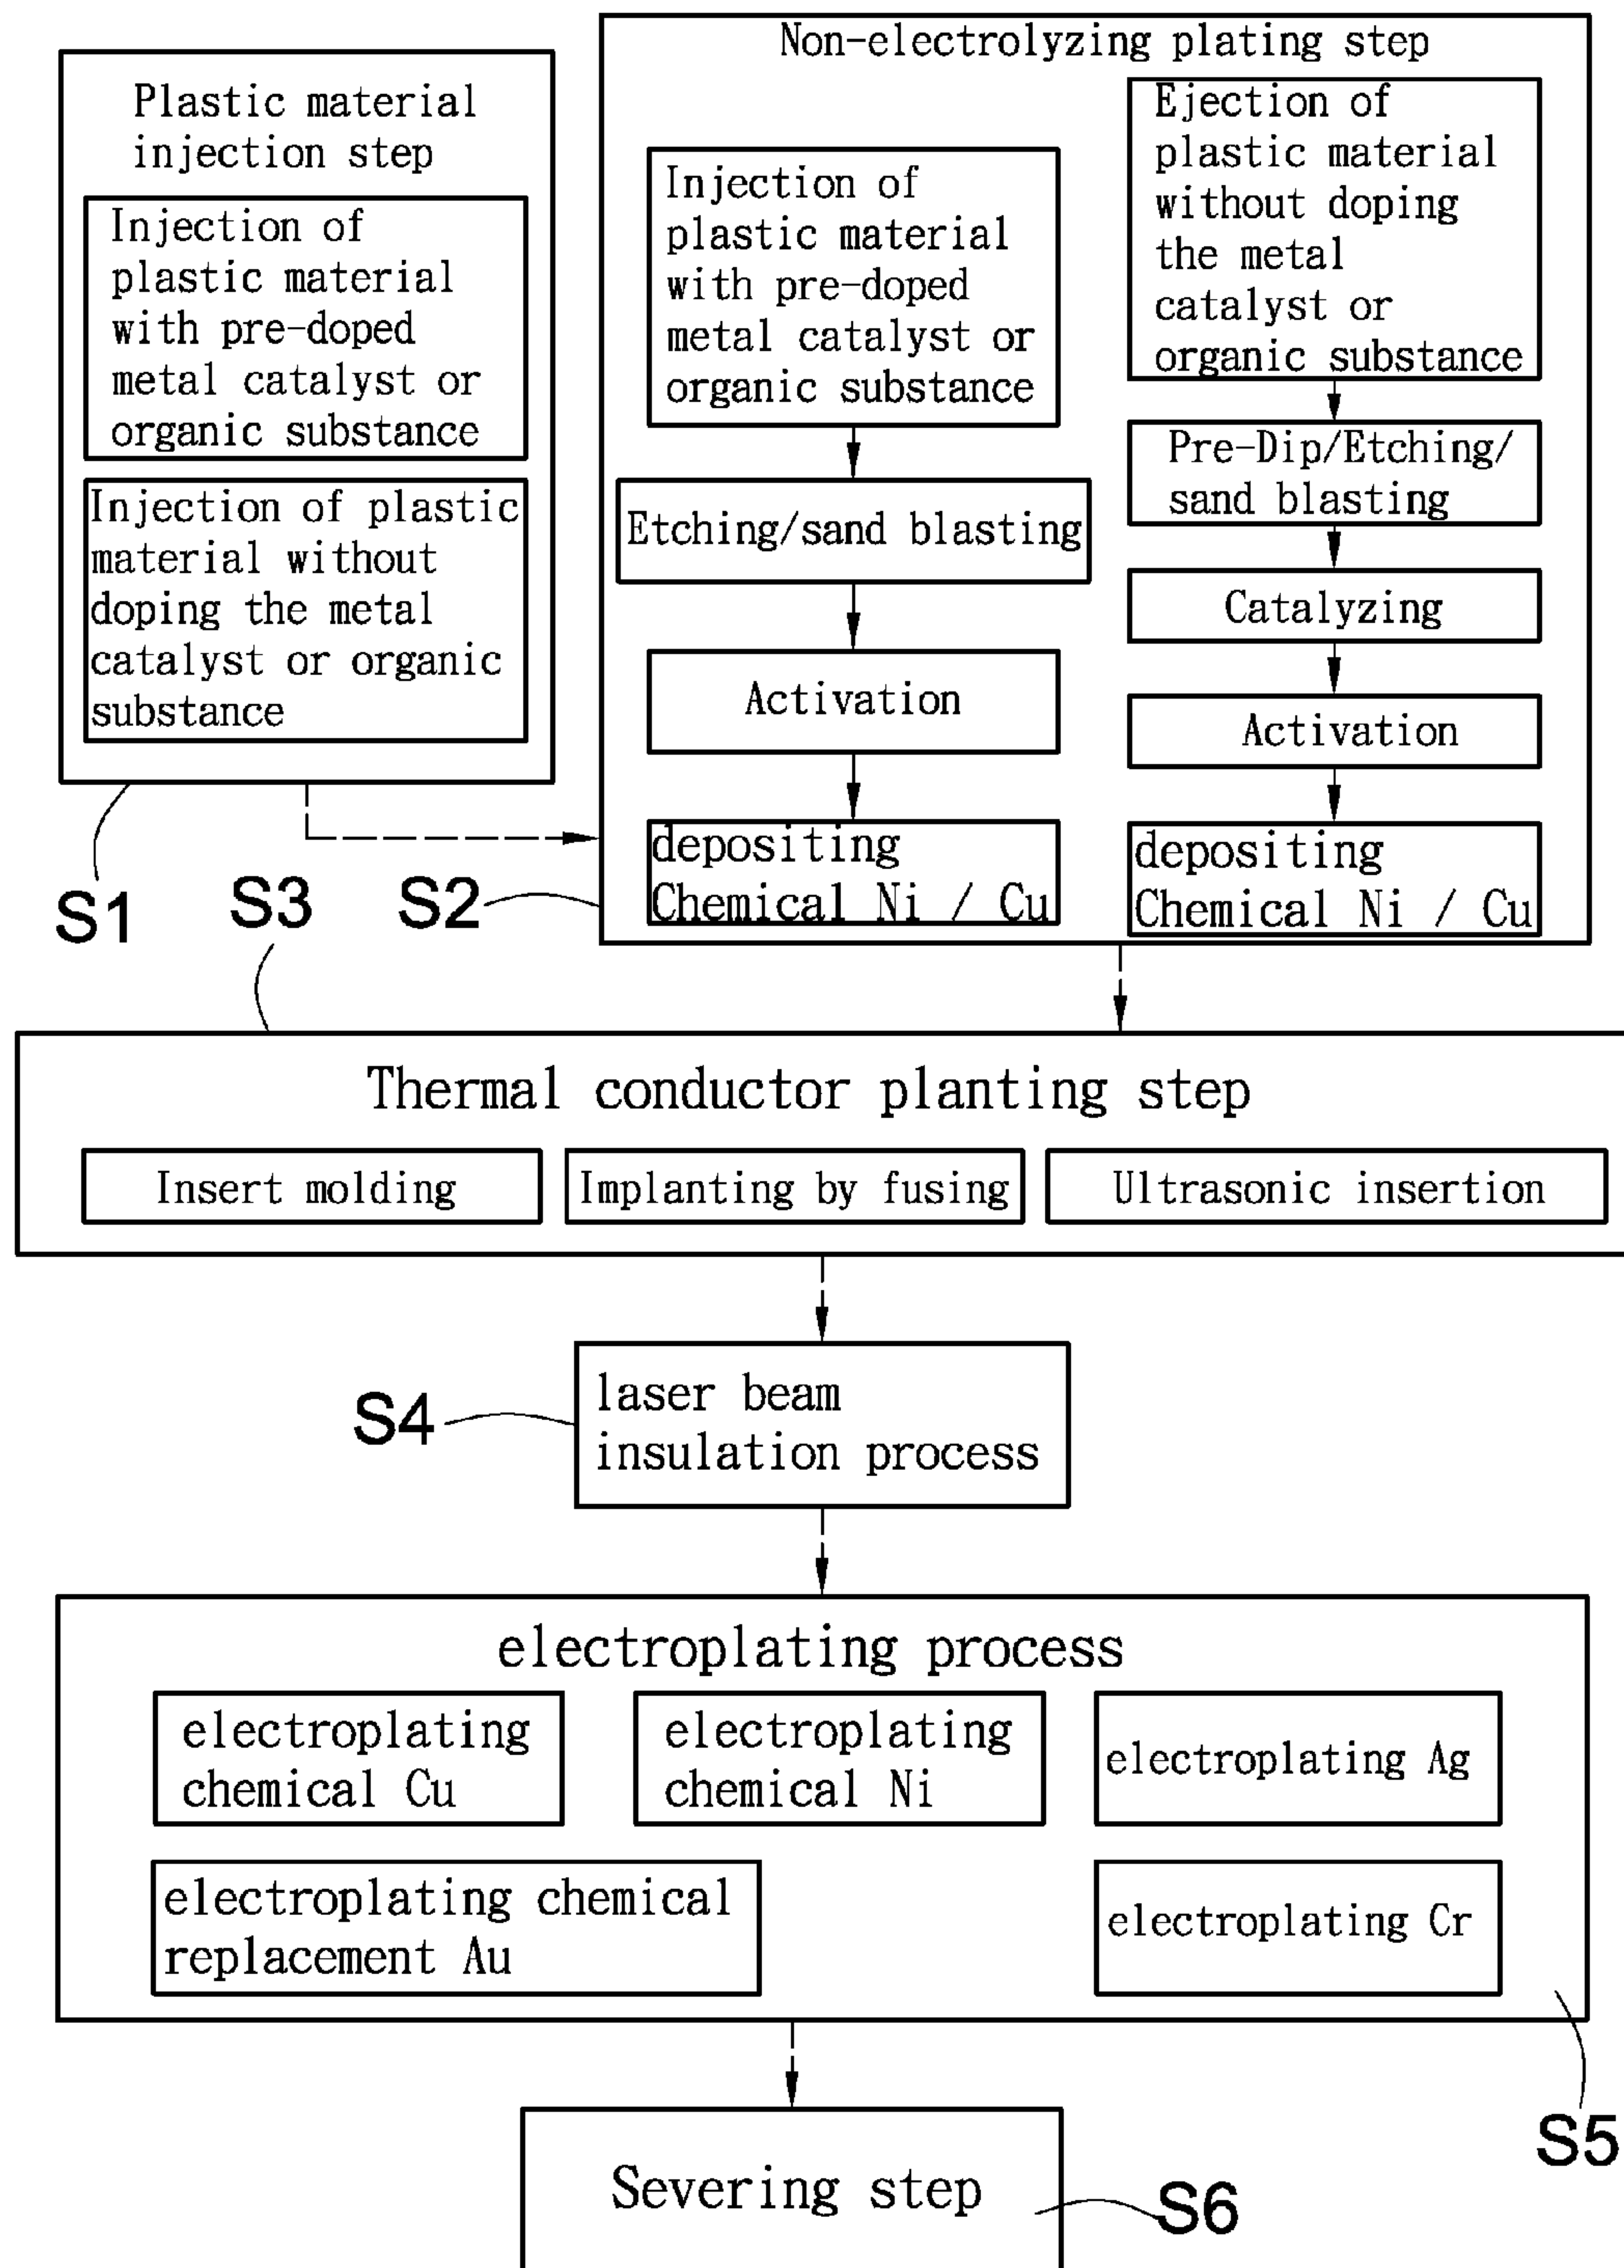 Plastic material
injection step
Injection of
plastic material
with pre-doped
metal catalyst or
organic substance
Injection of plastic
material without
doping the metal
catalyst or organic
substance
S1
Non-electrolyzing plating step
Injection of
plastic material
with pre-doped
metal catalyst or
organic substance
Etching/sand blasting
Activation
depositing
Chemical Ni / Cu
Ejection of
plastic material
without doping
the metal
catalyst or
organic substance
Pre-Dip/Etching/
sand blasting
Catalyzing
Activation
depositing
Chemical Ni / Cu
S2
S3
Thermal conductor planting step
Insert molding
Implanting by fusing
Ultrasonic insertion
S4
laser beam
insulation process
electroplating process
electroplating
chemical Cu
electroplating
chemical Ni
electroplating Ag
electroplating chemical
replacement Au
electroplating Cr
S5
Severing step
S6